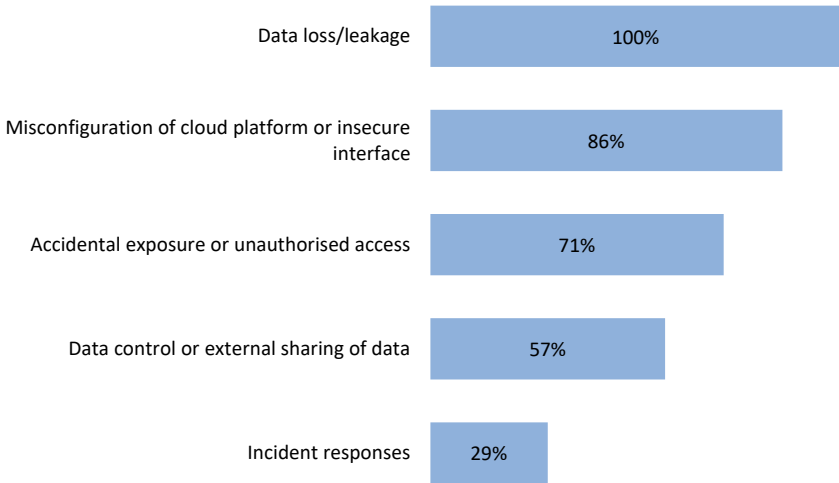 Data loss/leakage
100%
Misconfiguration of cloud platform or insecure
interface
86%
Accidental exposure or unauthorised access
71%
Data control or external sharing of data
57%
Incident responses
29%